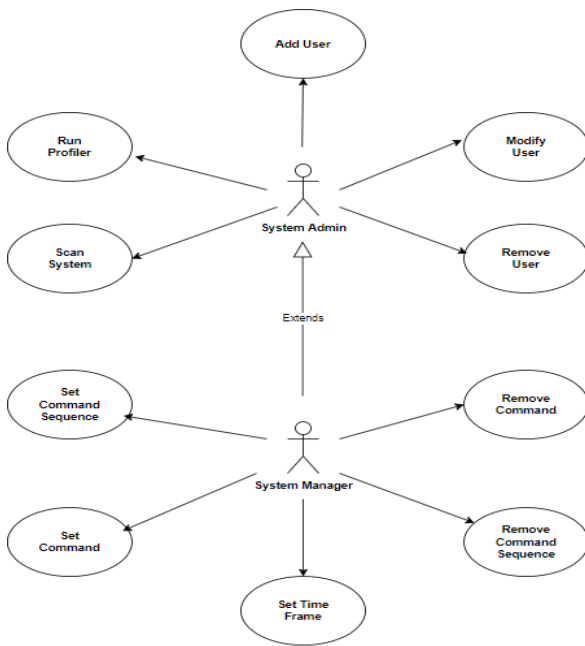 Add User
Run
Profiler
Modify
User
System Admin
Scan
System
Remove
User
Extends
Set
Command
Sequence
Remove
Command
System Manager
Set
Command
Remove
Command
Sequence
Set Time
Frame